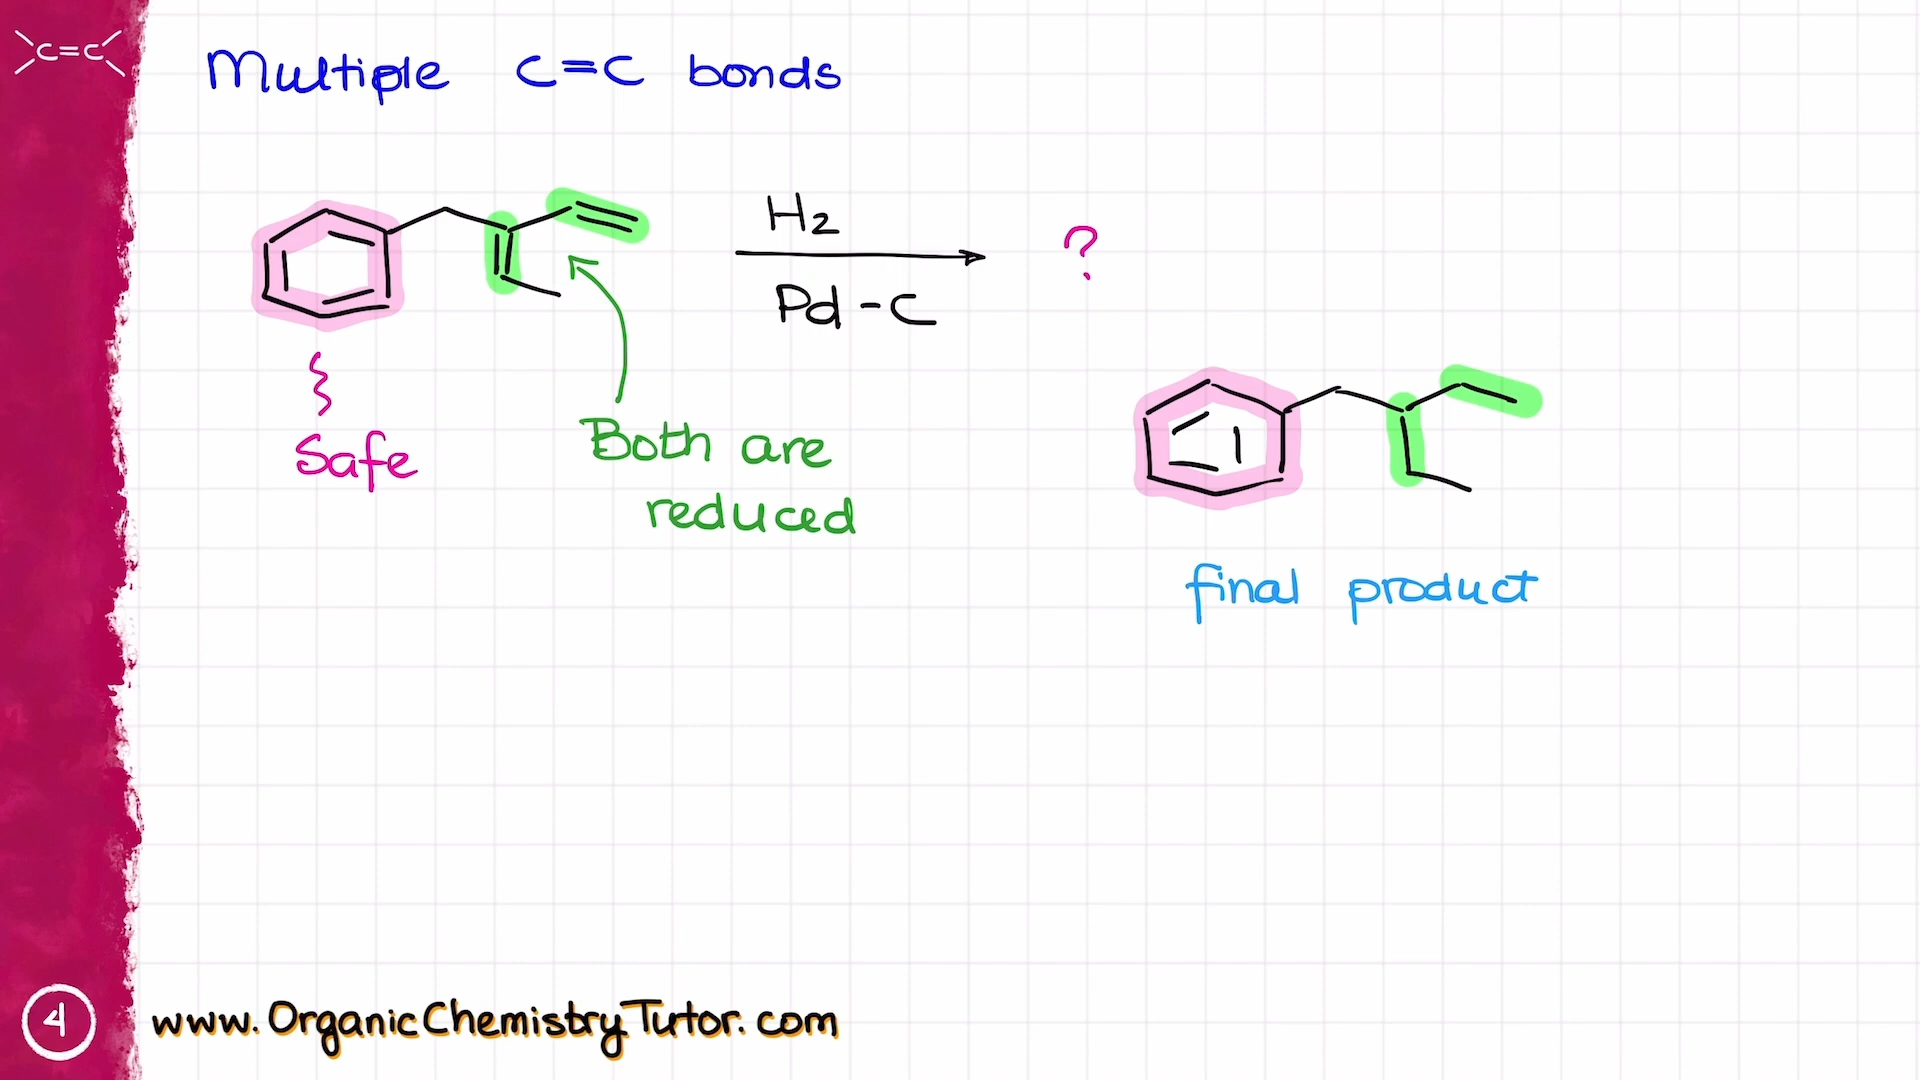 C=C
Multiple C=C bonds
H2
Pd-C
?
Safe
Both are
reduced
final product
4
www.OrganicChemistryTutor.com